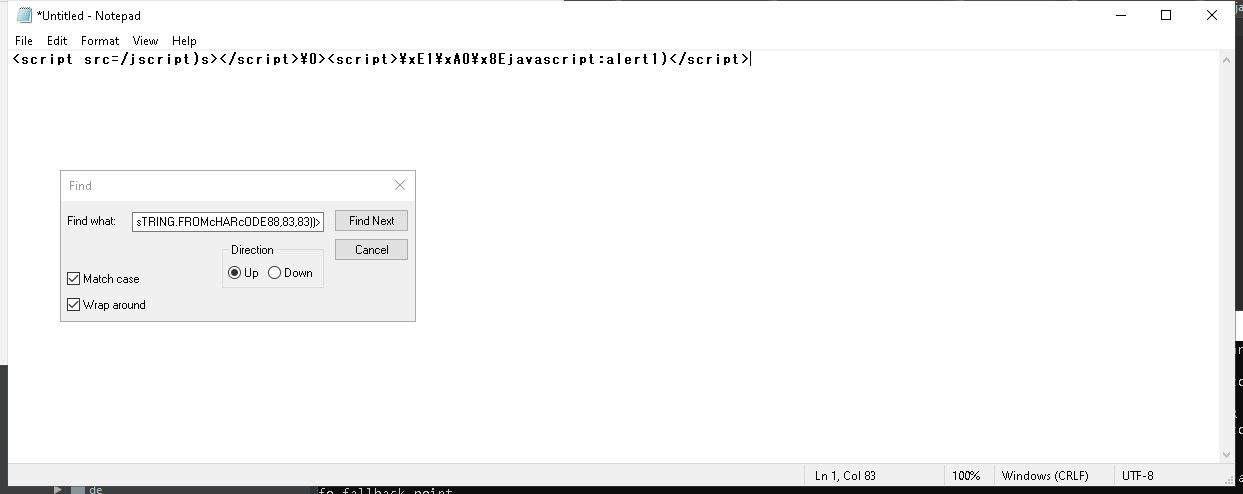 *Untitled - Notepad
File Edit Format View Help
<script src=/jscript)s></script>¥0><script>¥xE1¥xA0¥x8Ejavascript:alert1)</script>
Find
Find what: sTRING.FROMcHARcODE88,83,83))> Find Next
Direction Cancel
Up Down
Match case
Wrap around
Ln 1, Col 83 100% Windows (CRLF) UTF-8
de
fo fallback point